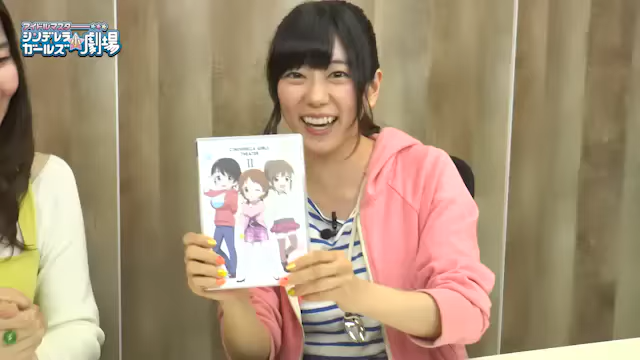 アイドルマスター
シンデレラ
ガールズ劇場
CINDERELLA GIRLS
THEATER
II